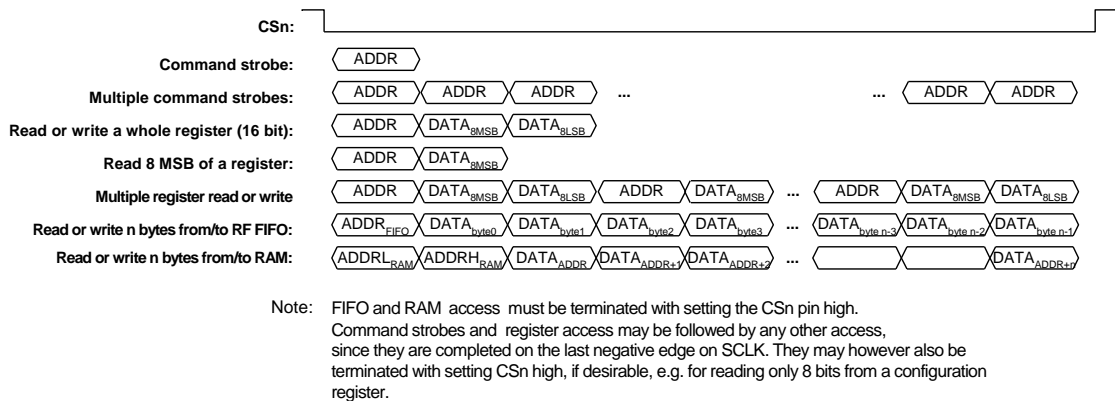 CSn:
Command strobe: ADDR
Multiple command strobes: ADDR ADDR ADDR ... ... ADDR ADDR
Read or write a whole register (16 bit): ADDR DATA8MSB DATA8LSB
Read 8 MSB of a register: ADDR DATA8MSB
Multiple register read or write ADDR DATA8MSB DATA8LSB ADDR DATA8MSB ... ADDR DATA8MSB DATA8LSB
Read or write n bytes from/to RF FIFO: ADDRFIFO DATAbyte0 DATAbyte1 DATAbyte2 DATAbyte3 ... DATAbyte n-3 DATAbyte n-2 DATAbyte n-1
Read or write n bytes from/to RAM: ADDRLRAM ADDRHRAM DATAADDR DATAADDR+1 DATAADDR+2 ... DATAADDR+n
Note: FIFO and RAM access must be terminated with setting the CSn pin high.
Command strobes and register access may be followed by any other access,
since they are completed on the last negative edge on SCLK. They may however also be
terminated with setting CSn high, if desirable, e.g. for reading only 8 bits from a configuration
register.